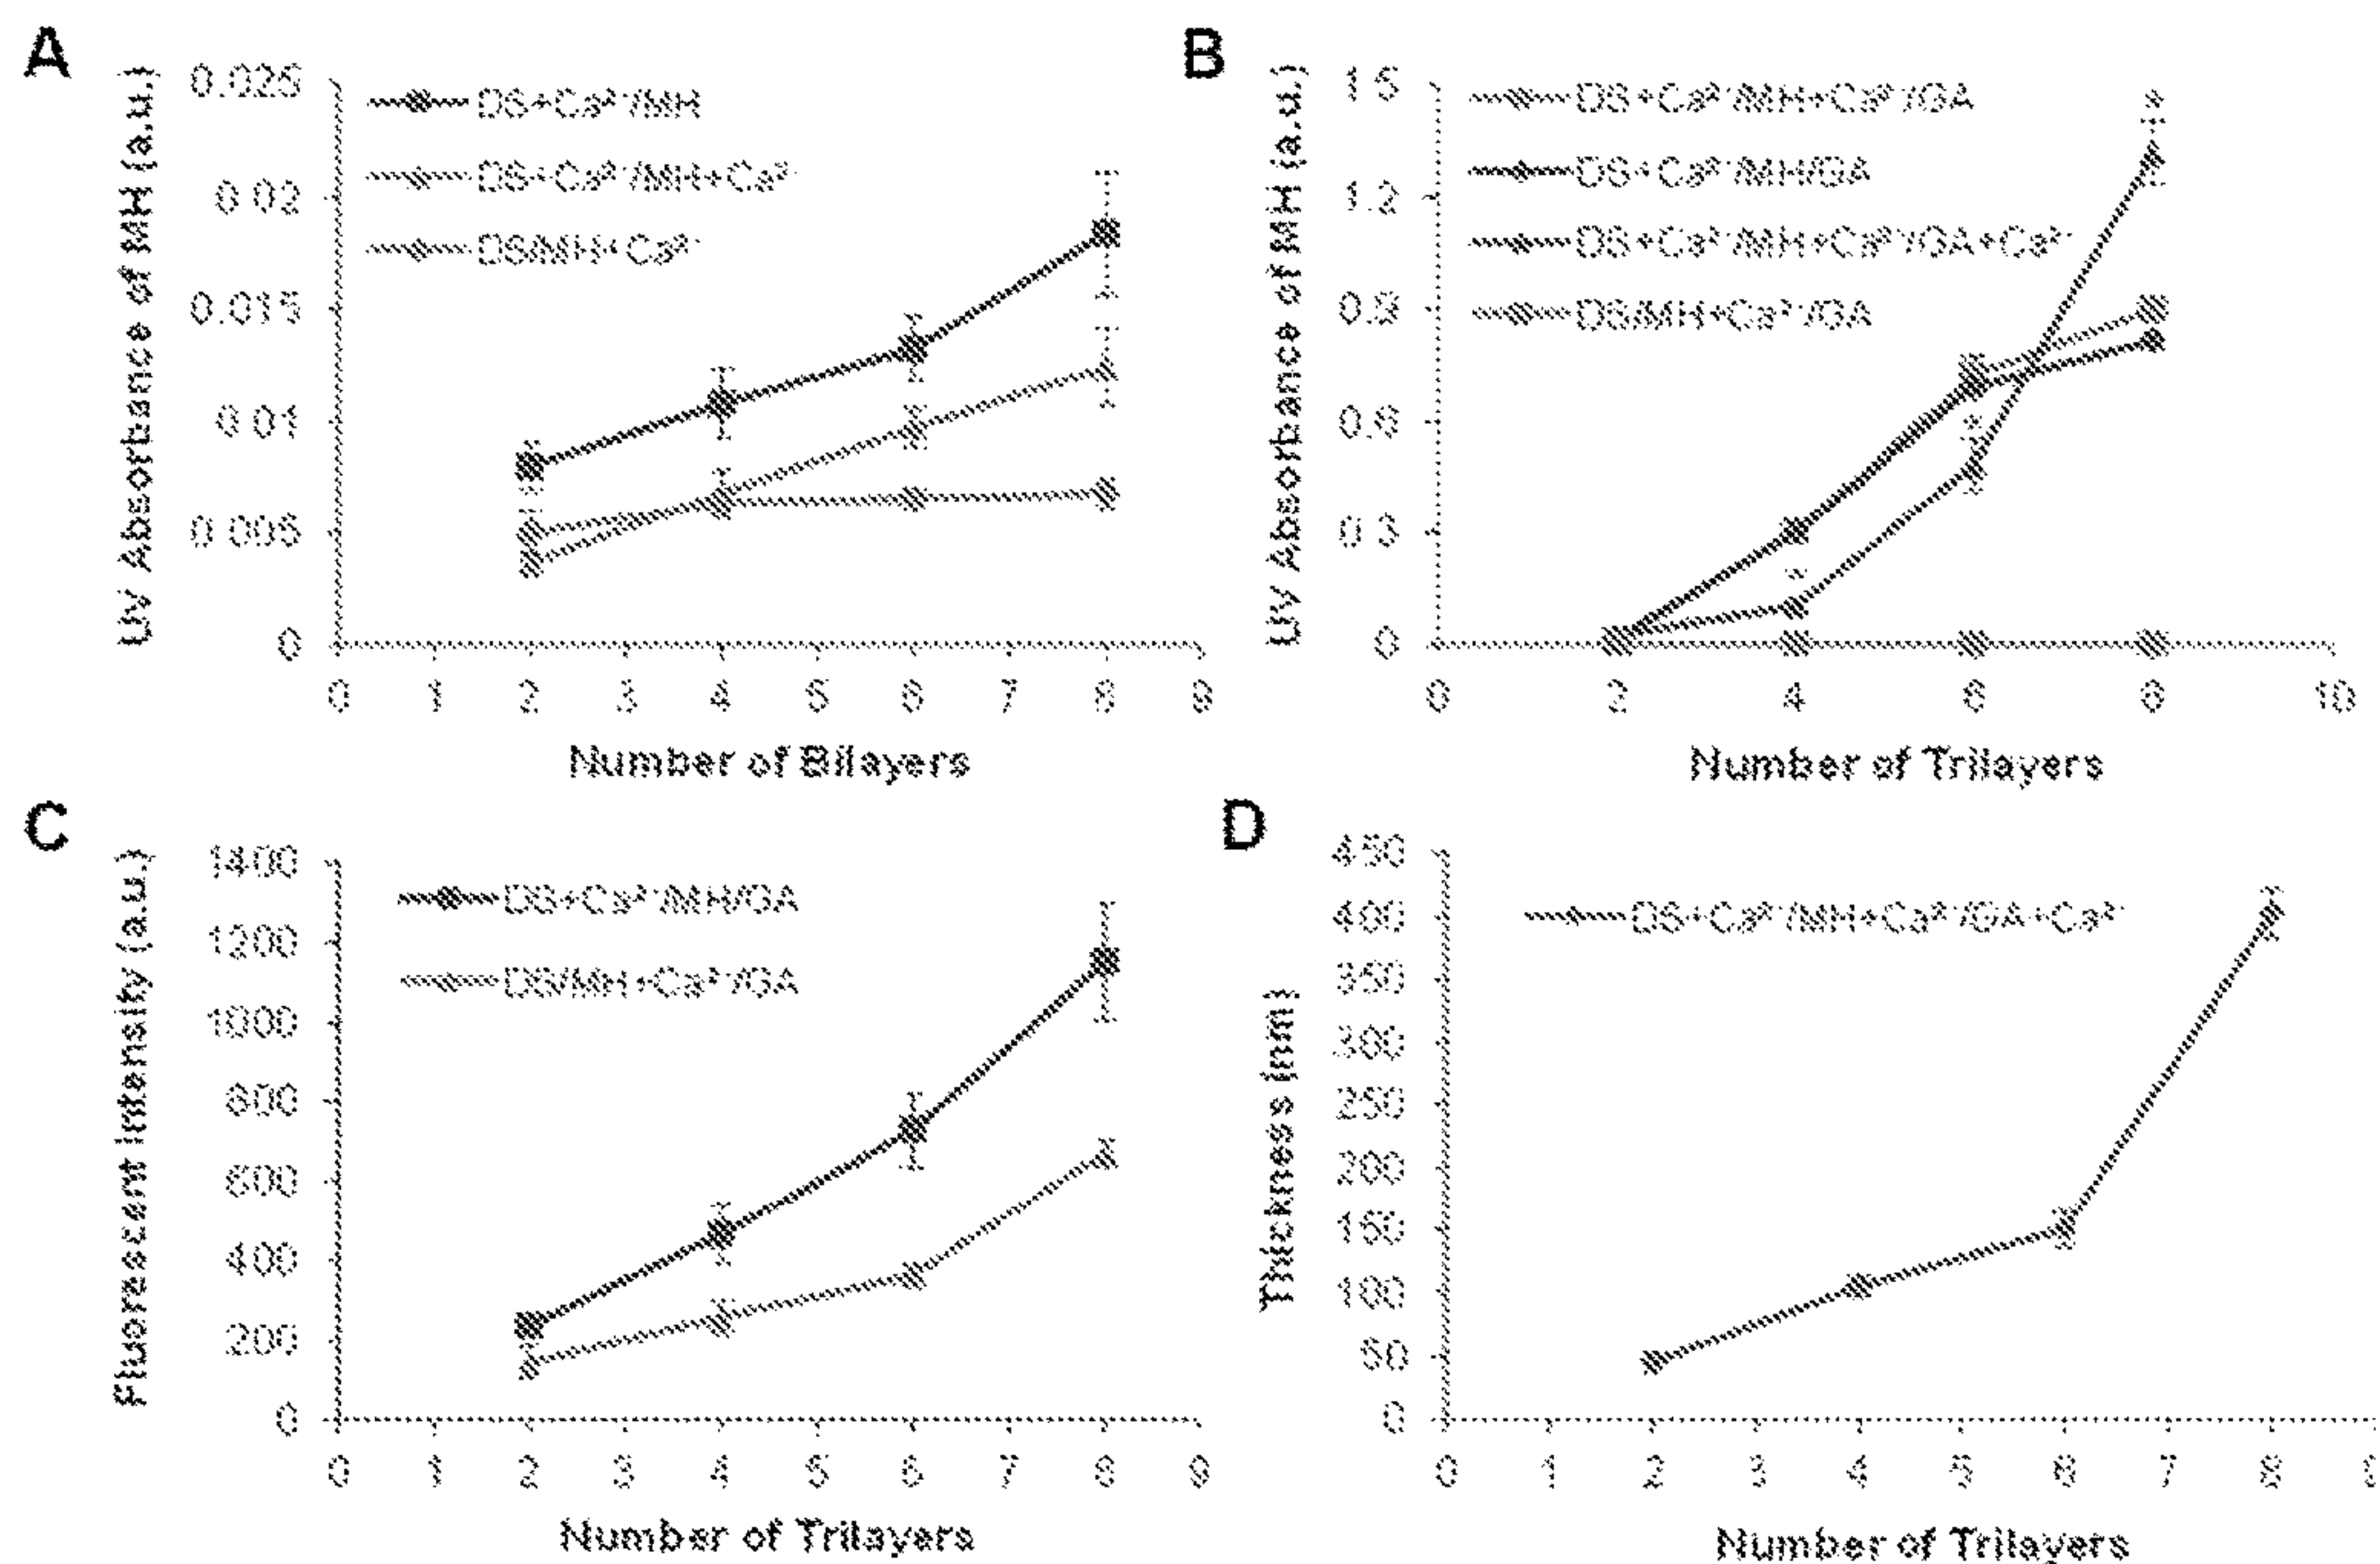 A
UV Absorbance of MH (a.u.)
0.025
0.02
0.015
0.01
0.005
0
DS+Ca²⁺/MH
DS+Ca²⁺/MH+Ca²⁺
DS/MH+Ca²⁺
0 1 2 3 4 5 6 7 8 9
Number of Bilayers
B
UV Absorbance of MH (a.u.)
1.5
1.2
0.9
0.6
0.3
0
DS+Ca²⁺/MH+Ca²⁺/GA
DS+Ca²⁺/MH/GA
DS+Ca²⁺/MH+Ca²⁺/GA+Ca²⁺
DS/MH+Ca²⁺/GA
0 2 4 6 8 10
Number of Trilayers
C
Fluorescent Intensity (a.u.)
1400
1200
1000
800
600
400
200
0
DS+Ca²⁺/MH/GA
DS/MH+Ca²⁺/GA
0 1 2 3 4 5 6 7 8 9
Number of Trilayers
D
Thickness (nm)
450
400
350
300
250
200
150
100
50
0
DS+Ca²⁺/MH+Ca²⁺/GA+Ca²⁺
0 1 2 3 4 5 6 7 8
Number of Trilayers